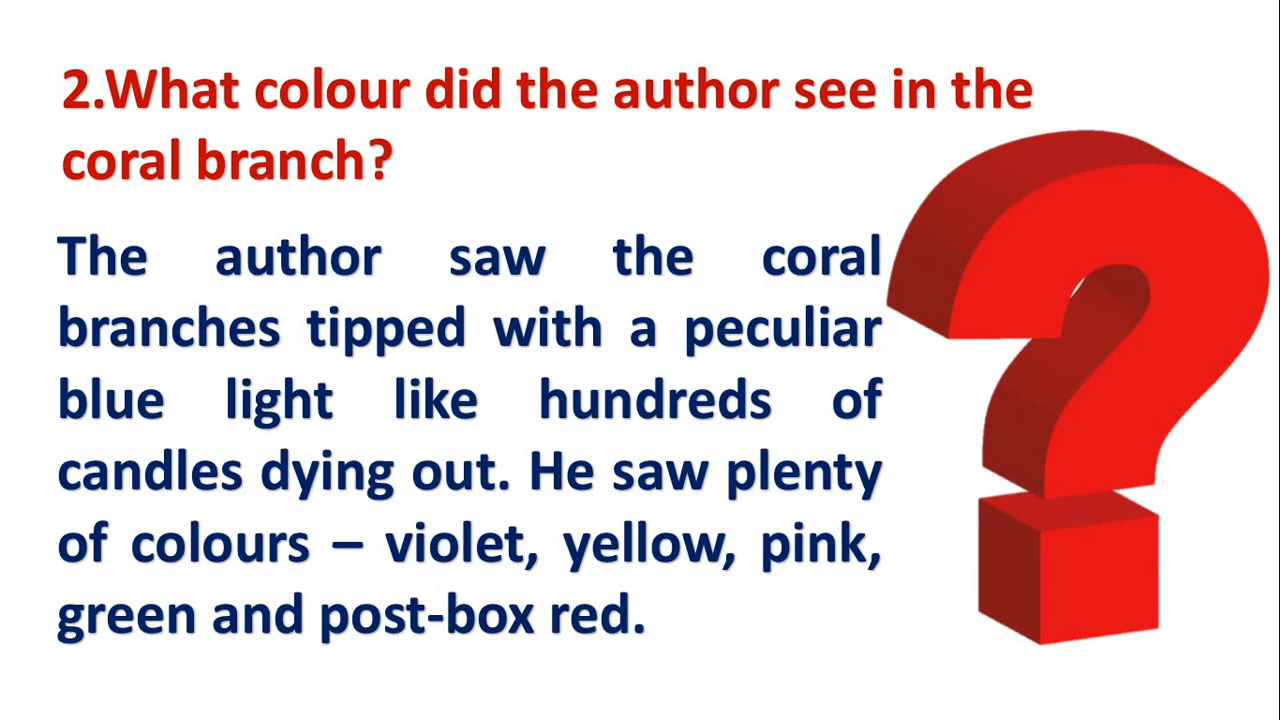 2.What colour did the author see in the
coral branch?
The author saw the coral
branches tipped with a peculiar
blue light like hundreds of
candles dying out. He saw plenty
of colours – violet, yellow, pink,
green and post-box red.